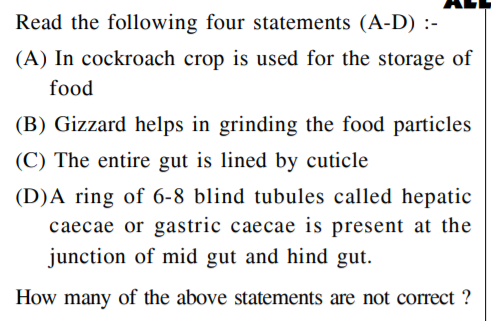 Read the following four statements (A-D) :-
(A) In cockroach crop is used for the storage of
food
(B) Gizzard helps in grinding the food particles
(C) The entire gut is lined by cuticle
(D)A ring of 6-8 blind tubules called hepatic
caecae or gastric caecae is present at the
junction of mid gut and hind gut.
How many of the above statements are not correct ?